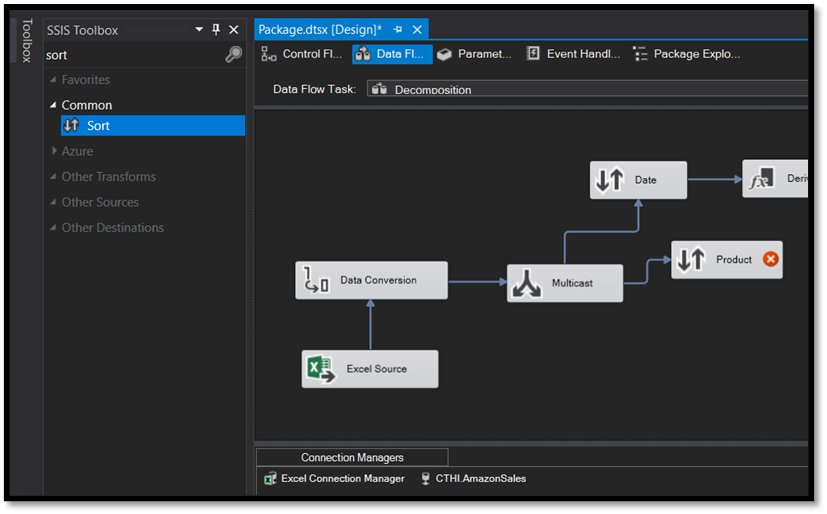 Toolbox
SSIS Toolbox
sort
Favorites
Common
Sort
Azure
Other Transforms
Other Sources
Other Destinations
Package.dtsx [Design]*
Control Fl...
Data Fl...
Paramet...
Event Handl...
Package Explo...
Data Flow Task:
Decomposition
Date
fx Deri
Product
Data Conversion
Multicast
Excel Source
Connection Managers
Excel Connection Manager
CTHI.AmazonSales